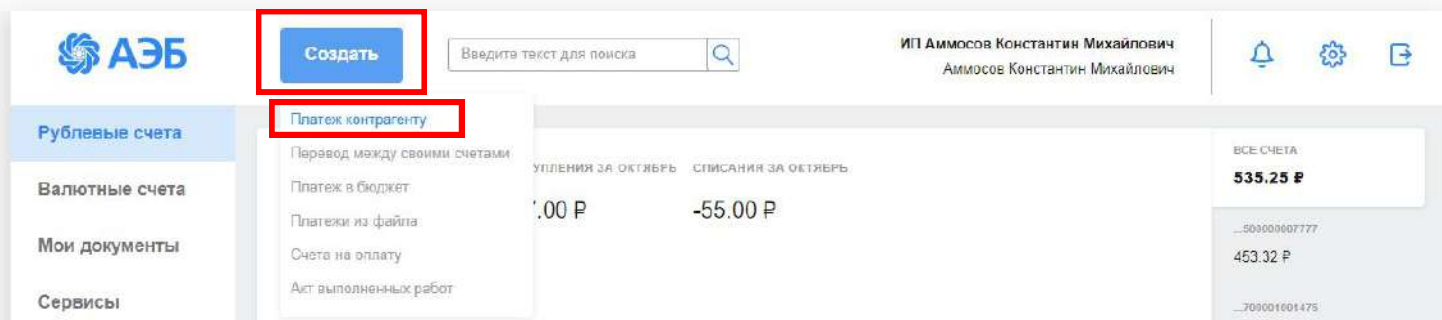 АЭБ
Создать
Введите текст для поиска
ИП Аммосов Константин Михайлович
Аммосов Константин Михайлович
Рублевые счета
Валютные счета
Мои документы
Сервисы
Платеж контрагенту
Перевод между своими счетами
Платеж в бюджет
Платежи из файла
Счета на оплату
Акт выполненных работ
УПЛЕНИЯ ЗА ОКТЯБРЬ СПИСАНИЯ ЗА ОКТЯБРЬ
.00 ₽ -55.00 ₽
ВСЕ СЧЕТА
535.25 ₽
...500000007777
453.32 ₽
...700001001475